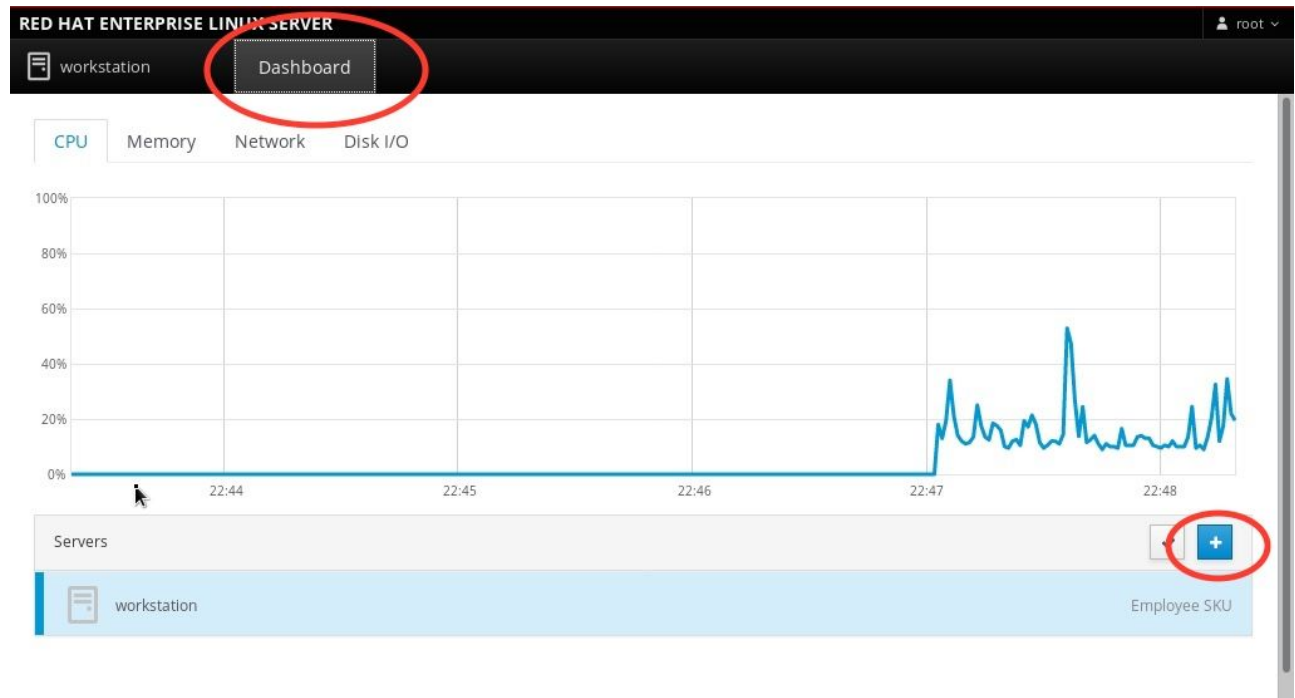 RED HAT ENTERPRISE LINUX SERVER
root
workstation
Dashboard
CPU Memory Network Disk I/O
100%
80%
60%
40%
20%
0%
22:44 22:45 22:46 22:47 22:48
Servers
workstation Employee SKU